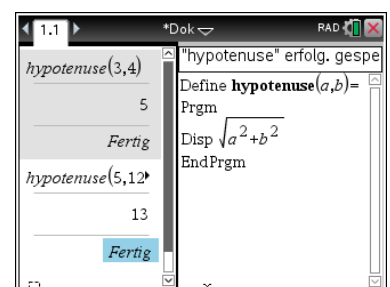 1.1 *Dok RAD
hypotenuse(3,4)
5
Fertig
hypotenuse(5,12
13
Fertig
"hypotenuse" erfolg. gespe
Define hypotenuse(a,b)=
Prgm
Disp √a²+b²
EndPrgm